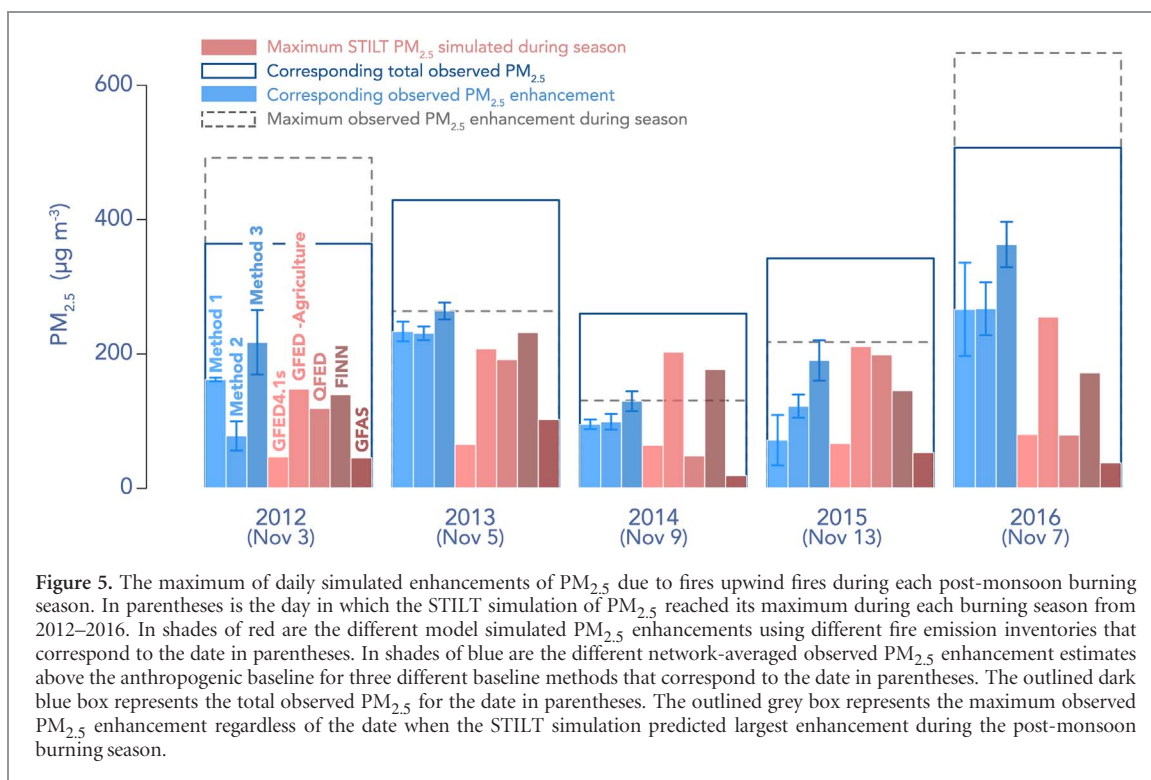 Maximum STILT PM2.5 simulated during season
Corresponding total observed PM2.5
Corresponding observed PM2.5 enhancement
Maximum observed PM2.5 enhancement during season
PM2.5 (µg m-3)
600
400
200
0
Method 1
Method 2
Method 3
GFED4.1s
GFED -Agriculture
QFED
FINN
GFAS
2012
(Nov 3)
2013
(Nov 5)
2014
(Nov 9)
2015
(Nov 13)
2016
(Nov 7)
Figure 5. The maximum of daily simulated enhancements of PM2.5 due to fires upwind fires during each post-monsoon burning
season. In parentheses is the day in which the STILT simulation of PM2.5 reached its maximum during each burning season from
2012–2016. In shades of red are the different model simulated PM2.5 enhancements using different fire emission inventories that
correspond to the date in parentheses. In shades of blue are the different network-averaged observed PM2.5 enhancement estimates
above the anthropogenic baseline for three different baseline methods that correspond to the date in parentheses. The outlined dark
blue box represents the total observed PM2.5 for the date in parentheses. The outlined grey box represents the maximum observed
PM2.5 enhancement regardless of the date when the STILT simulation predicted largest enhancement during the post-monsoon
burning season.